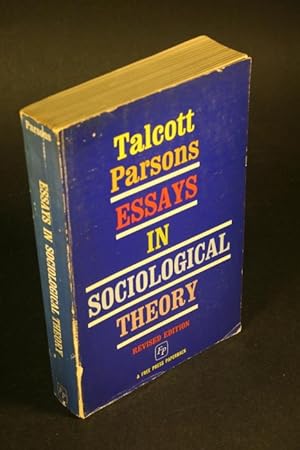 Talcott
Parsons
ESSAYS
IN
SOCIOLOGICAL
THEORY
REVISED EDITION
FP
A FREE PRESS PAPERBACK
Parsons
ESSAYS IN SOCIOLOGICAL THEORY